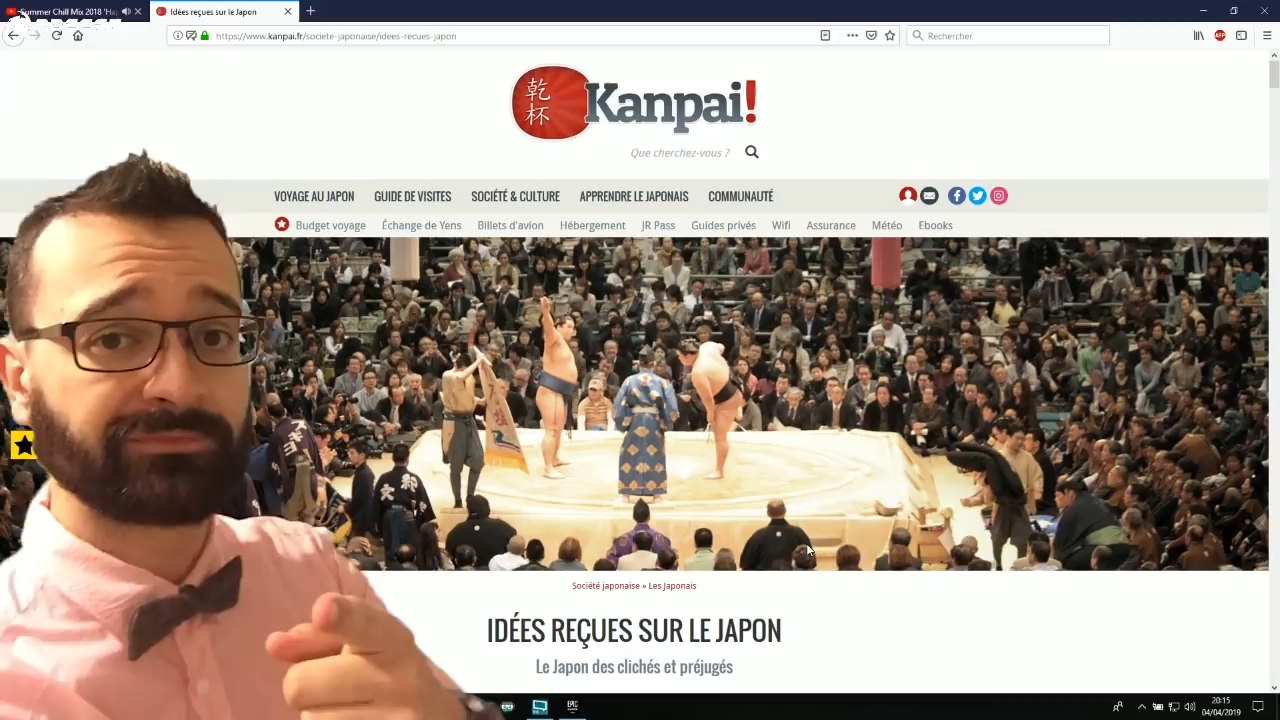 Summer Chill Mix 2018 'Ha
Idées reçues sur le Japon
https://www.kanpai.fr/societe-japonaise/idees-recues-japon
Rechercher
ABP
乾杯
Kanpai!
Que cherchez-vous ?
VOYAGE AU JAPON GUIDE DE VISITES SOCIÉTÉ & CULTURE APPRENDRE LE JAPONAIS COMMUNAUTÉ
Budget voyage Échange de Yens Billets d'avion Hébergement JR Pass Guides privés Wifi Assurance Météo Ebooks
Société japonaise » Les Japonais
IDÉES REÇUES SUR LE JAPON
Le Japon des clichés et préjugés
EPIC
20:15
04/04/2019